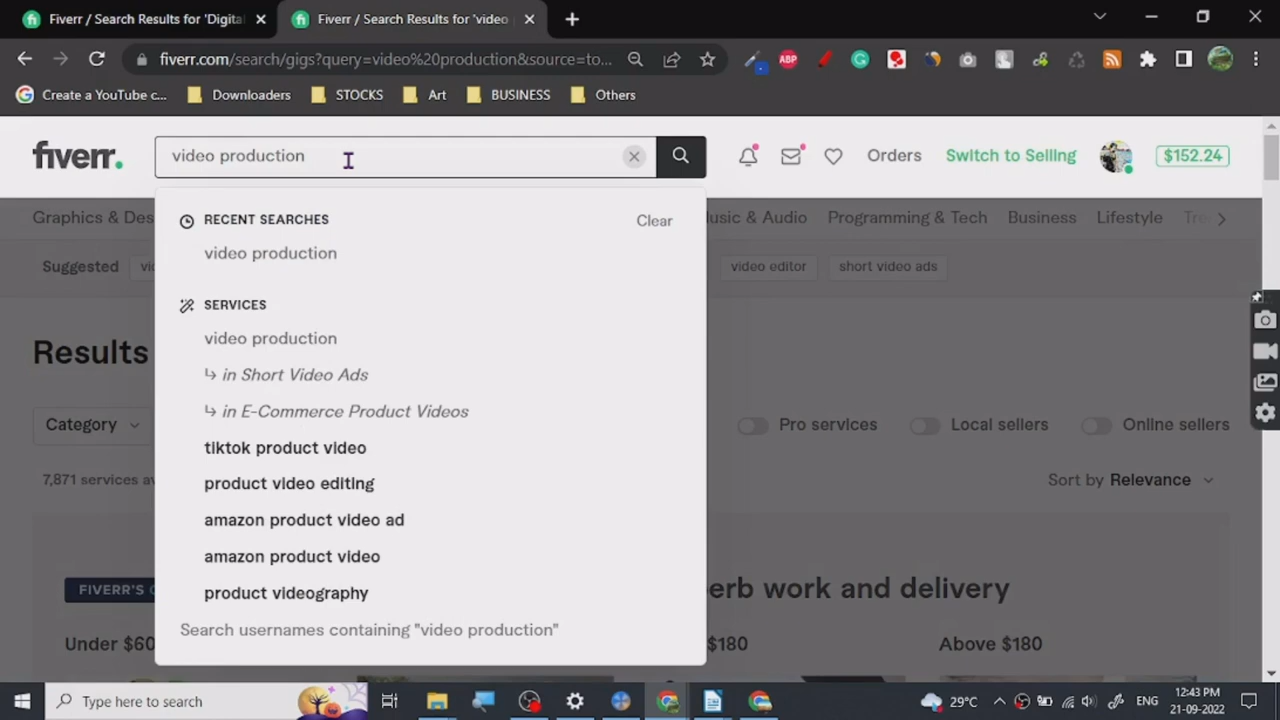 Fiverr / Search Results for 'Digital
Fiverr / Search Results for 'video
fiverr.com/search/gigs?query=video%20production&source=to...
ABP
Create a YouTube c...
Downloaders
STOCKS
Art
BUSINESS
Others
fiverr.
video production
Orders
Switch to Selling
$152.24
RECENT SEARCHES
Clear
video production
SERVICES
video production
↳ in Short Video Ads
↳ in E-Commerce Product Videos
tiktok product video
product video editing
amazon product video ad
amazon product video
product videography
Search usernames containing "video production"
Graphics & Des
usic & Audio
Programming & Tech
Business
Lifestyle
Tre
Suggested
vi
video editor
short video ads
Results
Category
Pro services
Local sellers
Online sellers
7,871 services av
Sort by Relevance
FIVERR'S C
erb work and delivery
Under $60
$180
Above $180
Type here to search
29°C
ENG
12:43 PM
21-09-2022